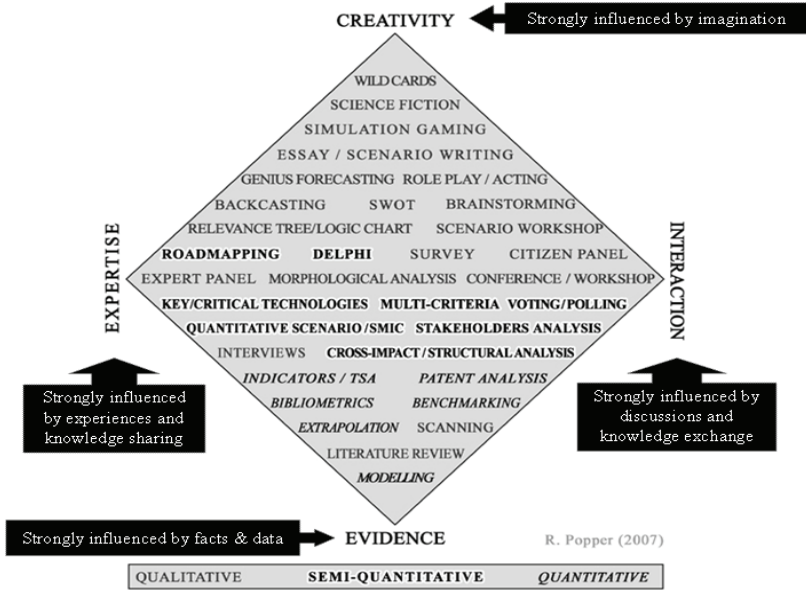 CREATIVITY
Strongly influenced by imagination
WILD CARDS
SCIENCE FICTION
SIMULATION GAMING
ESSAY / SCENARIO WRITING
GENIUS FORECASTING ROLE PLAY / ACTING
BACKCASTING SWOT BRAINSTORMING
RELEVANCE TREE/LOGIC CHART SCENARIO WORKSHOP
ROADMAPPING DELPHI SURVEY CITIZEN PANEL
EXPERT PANEL MORPHOLOGICAL ANALYSIS CONFERENCE / WORKSHOP
KEY/CRITICAL TECHNOLOGIES MULTI-CRITERIA VOTING/POLLING
QUANTITATIVE SCENARIO /SMIC STAKEHOLDERS ANALYSIS
INTERVIEWS CROSS-IMPACT / STRUCTURAL ANALYSIS
INDICATORS / TSA PATENT ANALYSIS
BIBLIOMETRICS BENCHMARKING
EXTRAPOLATION SCANNING
LITERATURE REVIEW
MODELLING
EXPERTISE
Strongly influenced
by experiences and
knowledge sharing
INTERACTION
Strongly influenced by
discussions and
knowledge exchange
Strongly influenced by facts & data
EVIDENCE
R. Popper (2007)
QUALITATIVE SEMI-QUANTITATIVE QUANTITATIVE